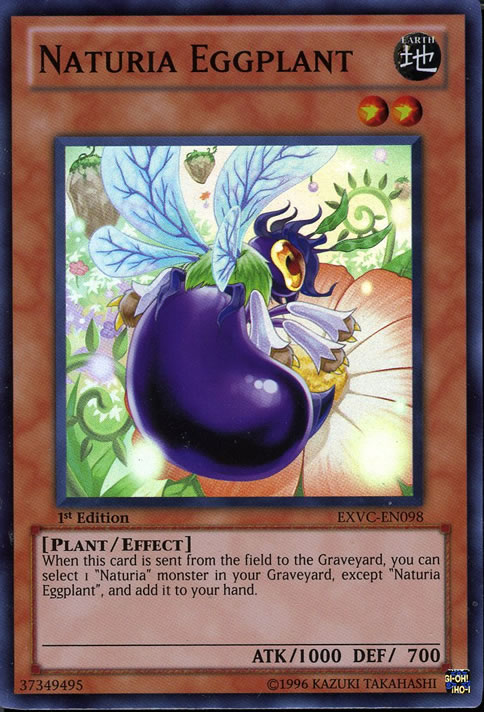 NATURIA EGGPLANT
EARTH
地
1st Edition
EXVC-EN098
[PLANT/EFFECT]
When this card is sent from the field to the Graveyard, you can
select 1 "Naturia" monster in your Graveyard, except "Naturia
Eggplant", and add it to your hand.
ATK/1000 DEF/ 700
37349495
©1996 KAZUKI TAKAHASHI